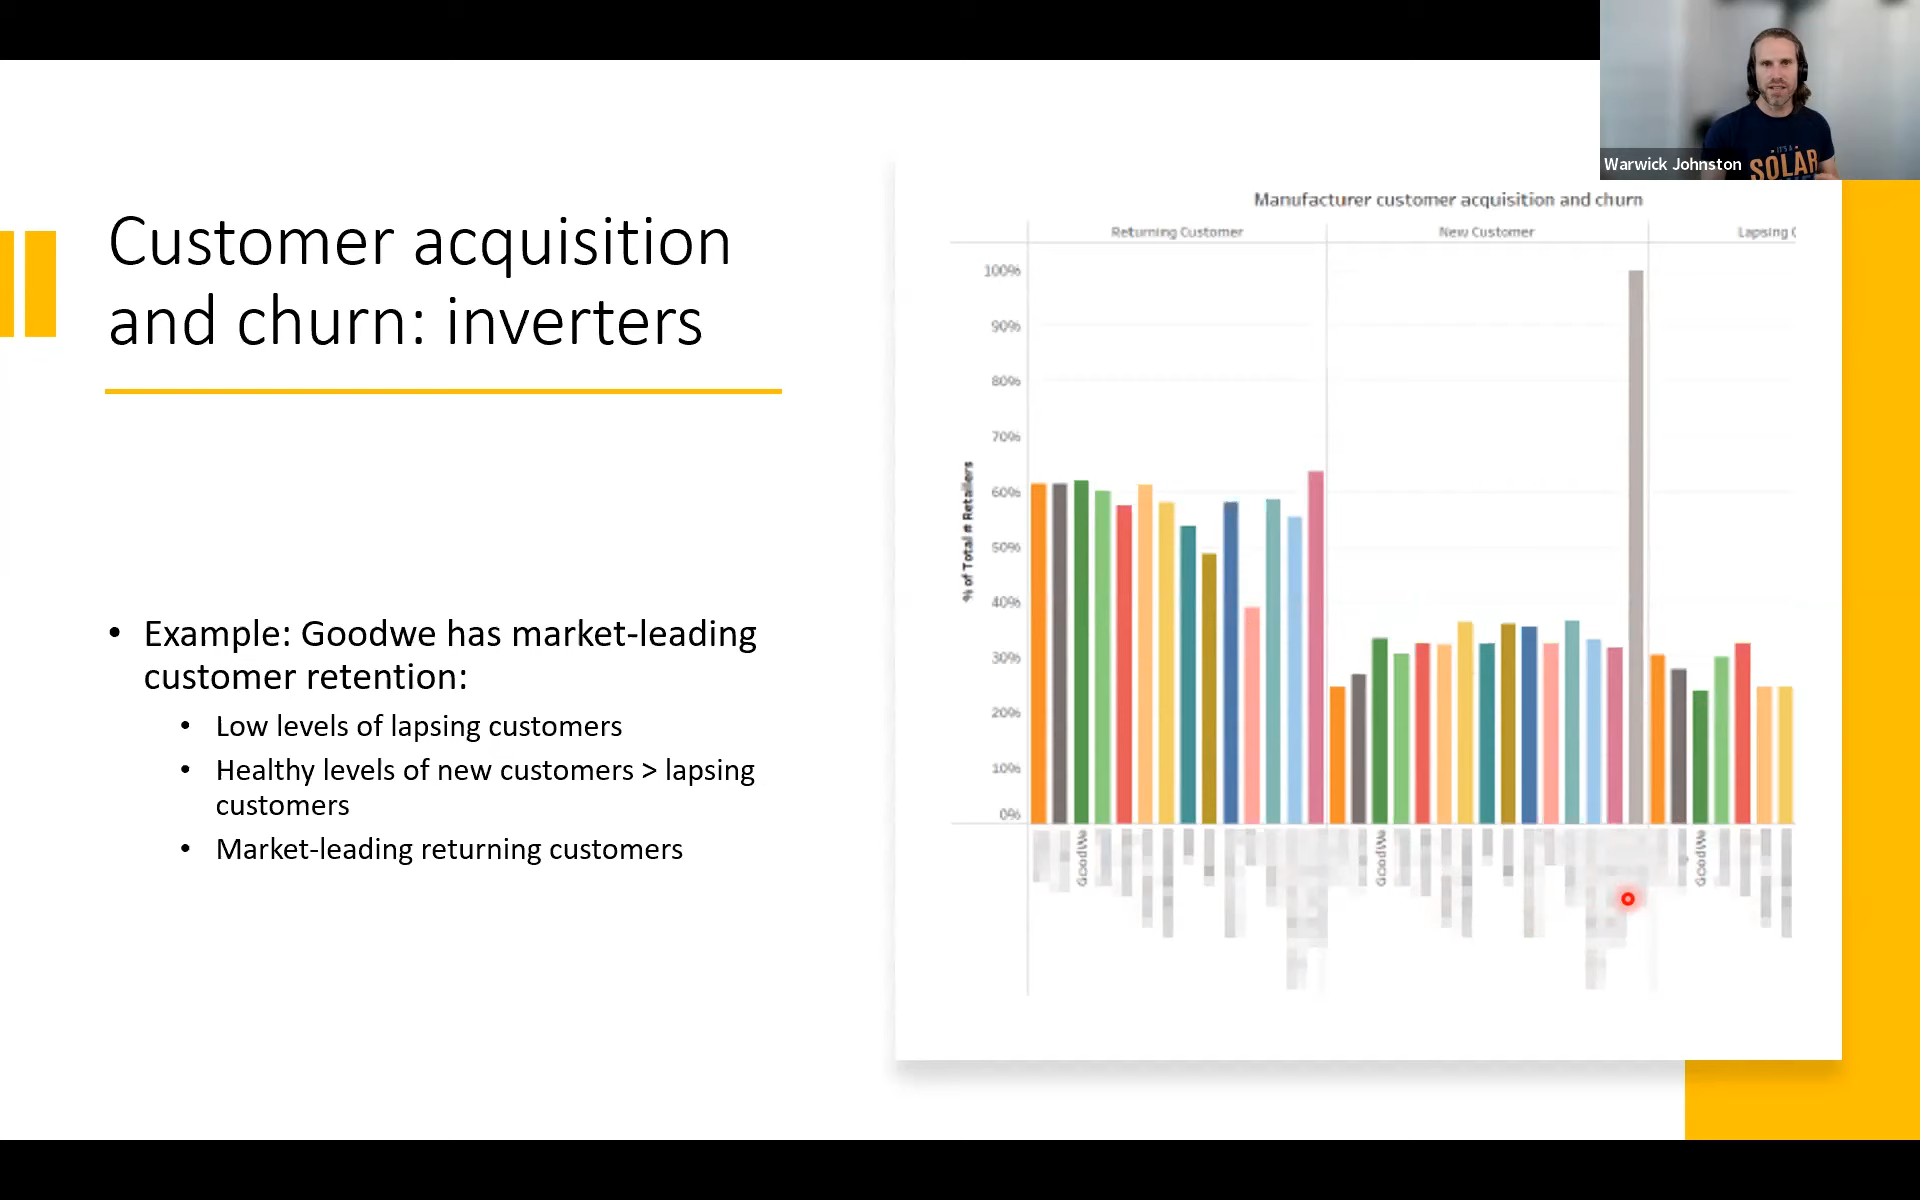 Warwick Johnston
IT'S A
SOLAR
Customer acquisition
and churn: inverters
• Example: Goodwe has market-leading
customer retention:
• Low levels of lapsing customers
• Healthy levels of new customers > lapsing
customers
• Market-leading returning customers
Manufacturer customer acquisition and churn
Returning Customer
New Customer
Lapsing C
% of Total # Retailers
100%
90%
80%
70%
60%
50%
40%
30%
20%
10%
0%
GoodWe
GoodWe
GoodWe